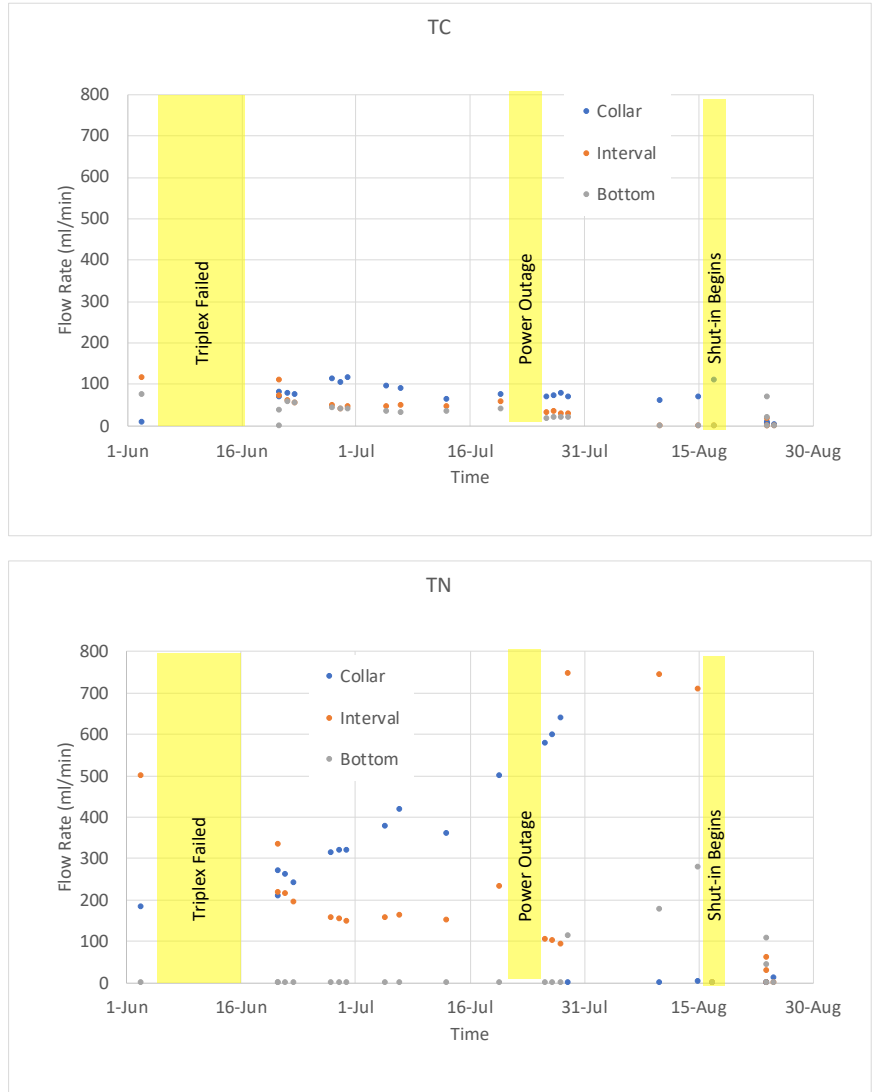 TC
800
700
600
500
400
300
200
100
0
Flow Rate (ml/min)
Triplex Failed
Power Outage
Shut-in Begins
Collar
Interval
Bottom
1-Jun
16-Jun
1-Jul
16-Jul
31-Jul
15-Aug
30-Aug
Time
TN
800
700
600
500
400
300
200
100
0
Flow Rate (ml/min)
Triplex Failed
Collar
Interval
Bottom
Power Outage
Shut-in Begins
1-Jun
16-Jun
1-Jul
16-Jul
31-Jul
15-Aug
30-Aug
Time